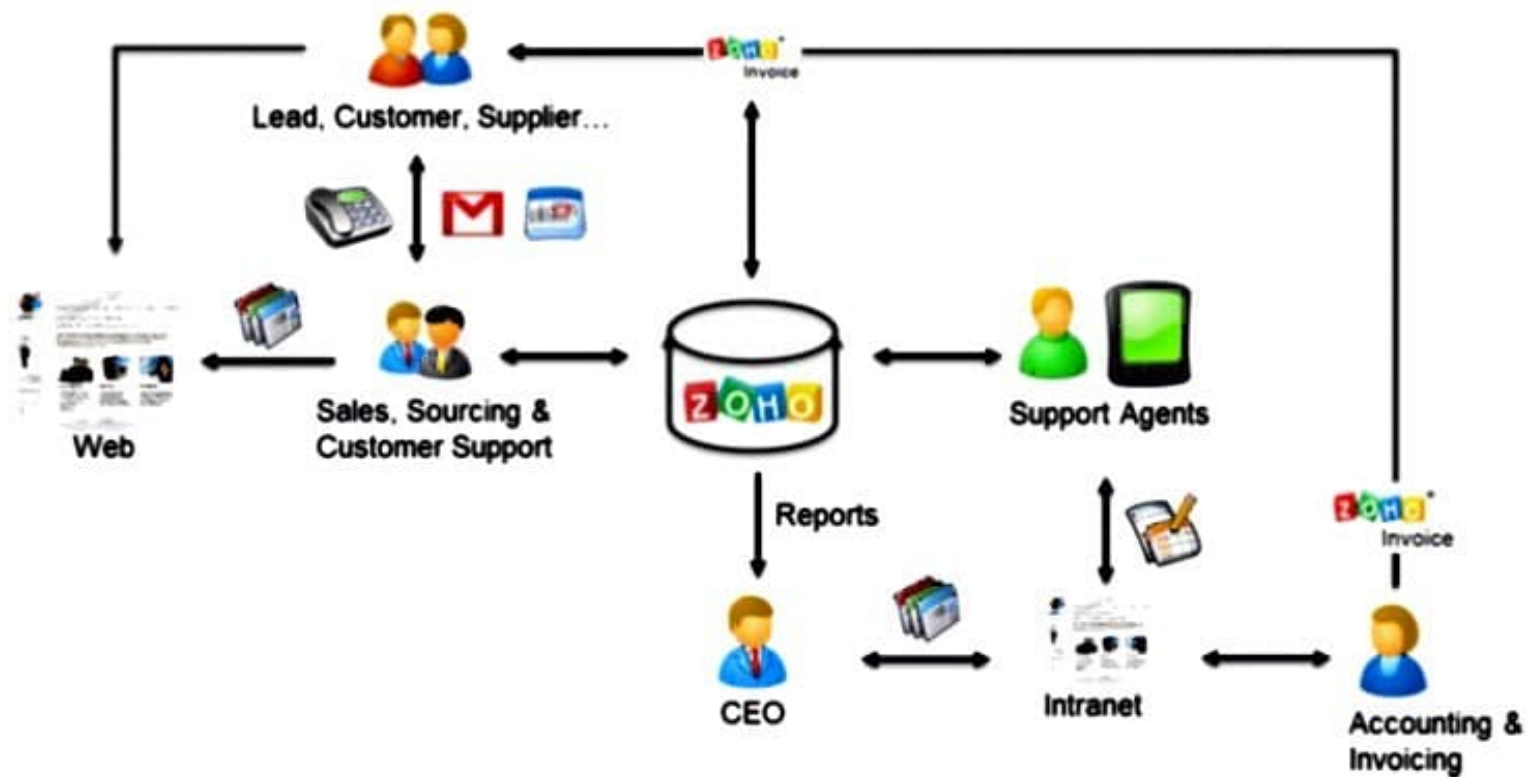 ZOHO
Invoice
Lead, Customer, Supplier...
Web
Sales, Sourcing &
Customer Support
ZOHO
Support Agents
Reports
ZOHO
Invoice
CEO
Intranet
Accounting &
Invoicing